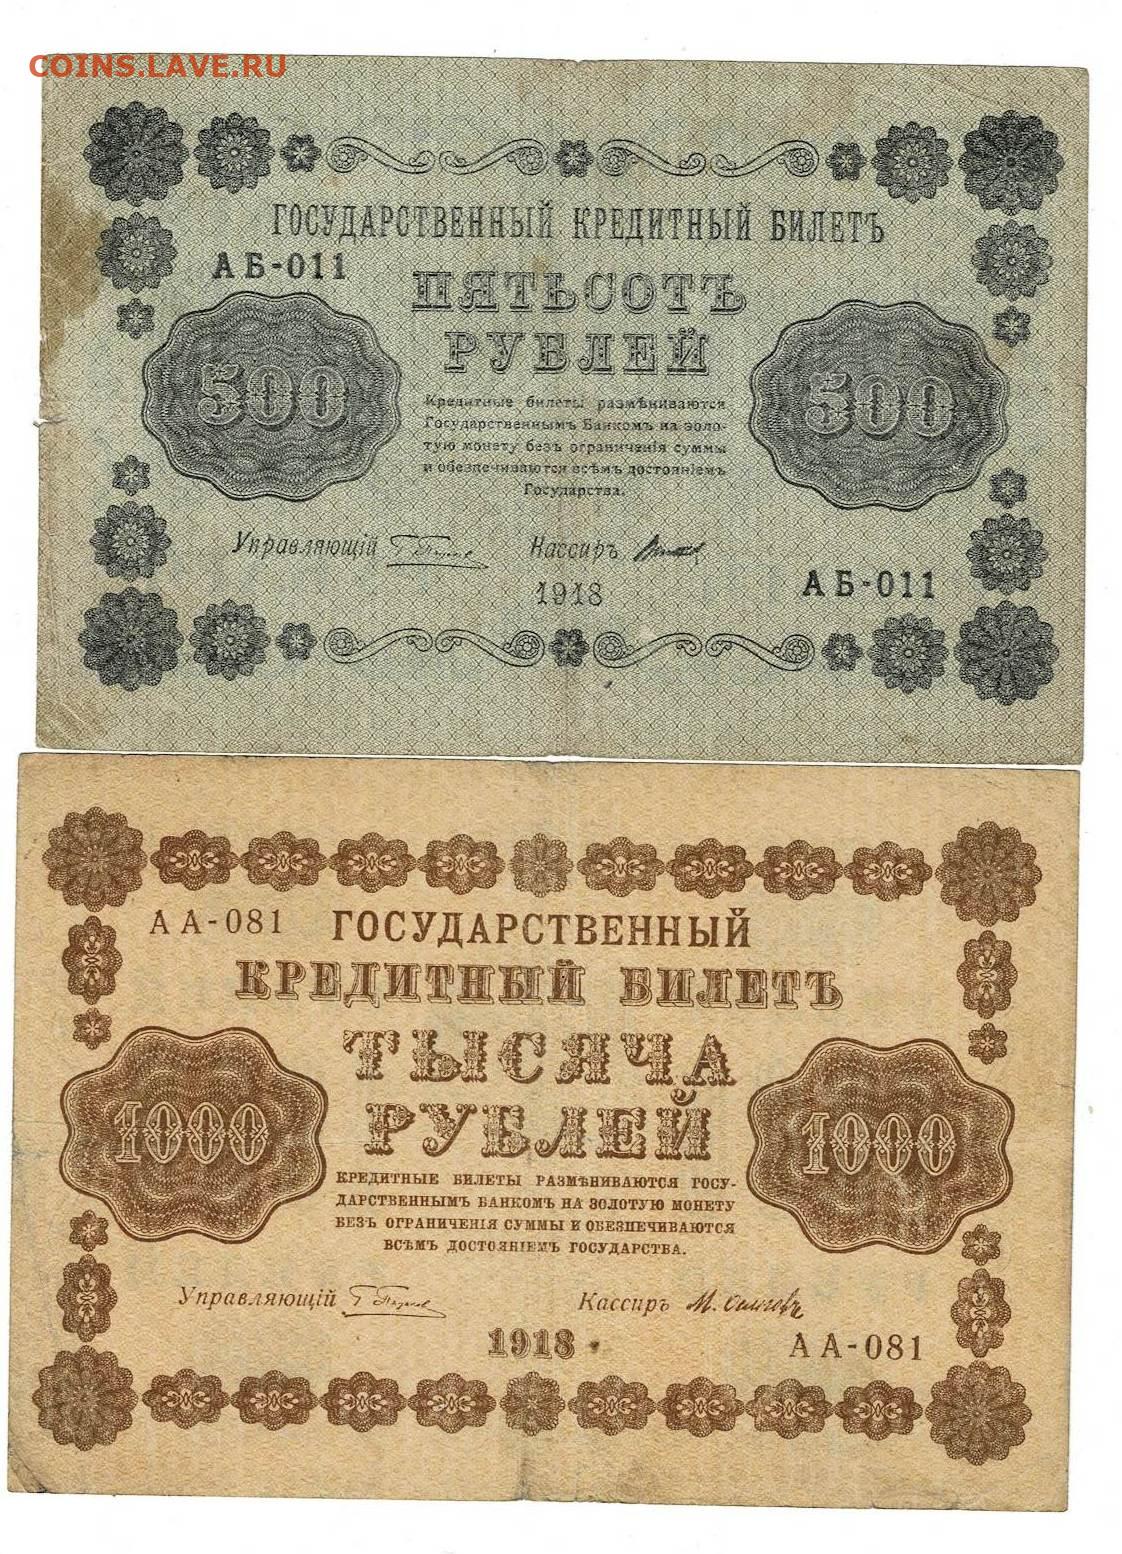 COINS.LAVE.RU
ГОСУДАРСТВЕННЫЙ КРЕДИТНЫЙ БИЛЕТЪ
АБ-011
ПЯТЬСОТЪ
РУБЛЕЙ
500
500
Кредитные билеты размѣниваются
Государственнымъ Банкомъ на золо-
тую монету безъ ограниченія суммы
и обезпечиваются всѣмъ достояніемъ
Государства.
Управляющій
Кассиръ
1918
АБ-011
АА-081
ГОСУДАРСТВЕННЫЙ
КРЕДИТНЫЙ БИЛЕТЪ
ТЫСЯЧА
РУБЛЕЙ
1000
1000
КРЕДИТНЫЕ БИЛЕТЫ РАЗМѢНИВАЮТСЯ ГОСУ-
ДАРСТВЕННЫМЪ БАНКОМЪ НА ЗОЛОТУЮ МОНЕТУ
БЕЗЪ ОГРАНИЧЕНІЯ СУММЫ И ОБЕЗПЕЧИВАЮТСЯ
ВСѢМЪ ДОСТОЯНІЕМЪ ГОСУДАРСТВА.
Управляющій
Кассиръ
1918
АА-081